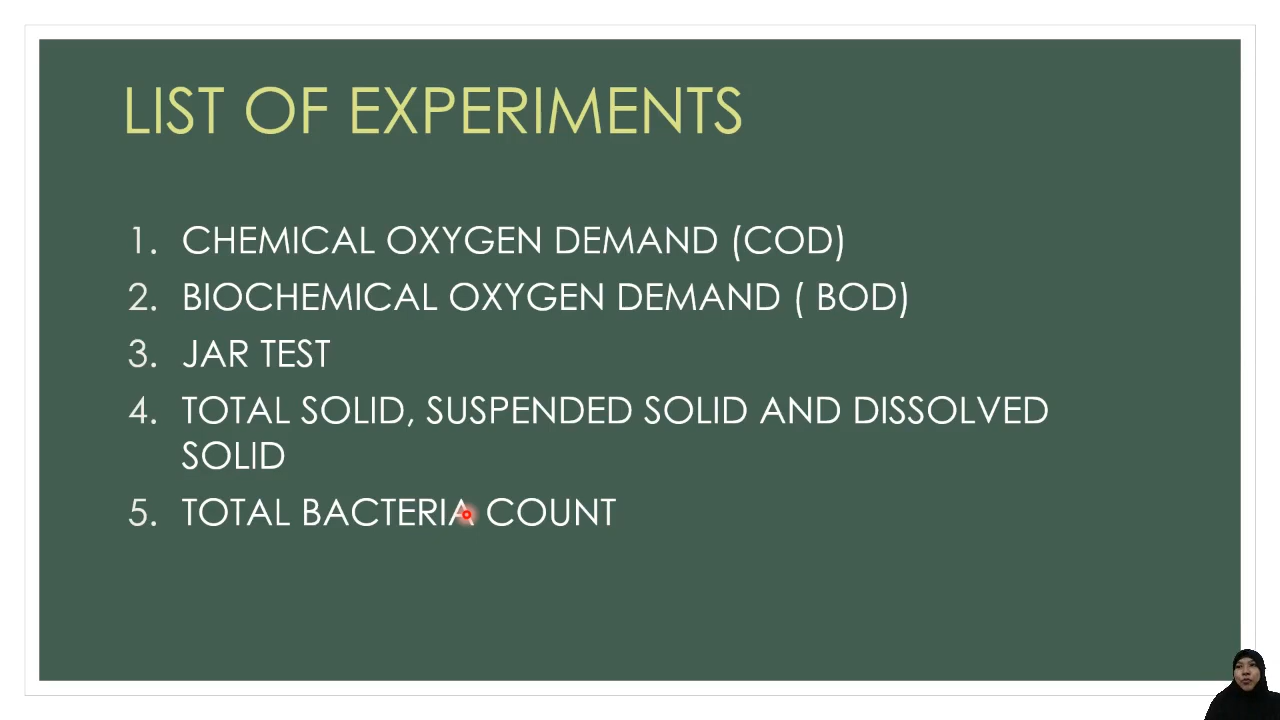 LIST OF EXPERIMENTS
1. CHEMICAL OXYGEN DEMAND (COD)
2. BIOCHEMICAL OXYGEN DEMAND ( BOD)
3. JAR TEST
4. TOTAL SOLID, SUSPENDED SOLID AND DISSOLVED
SOLID
5. TOTAL BACTERIA COUNT